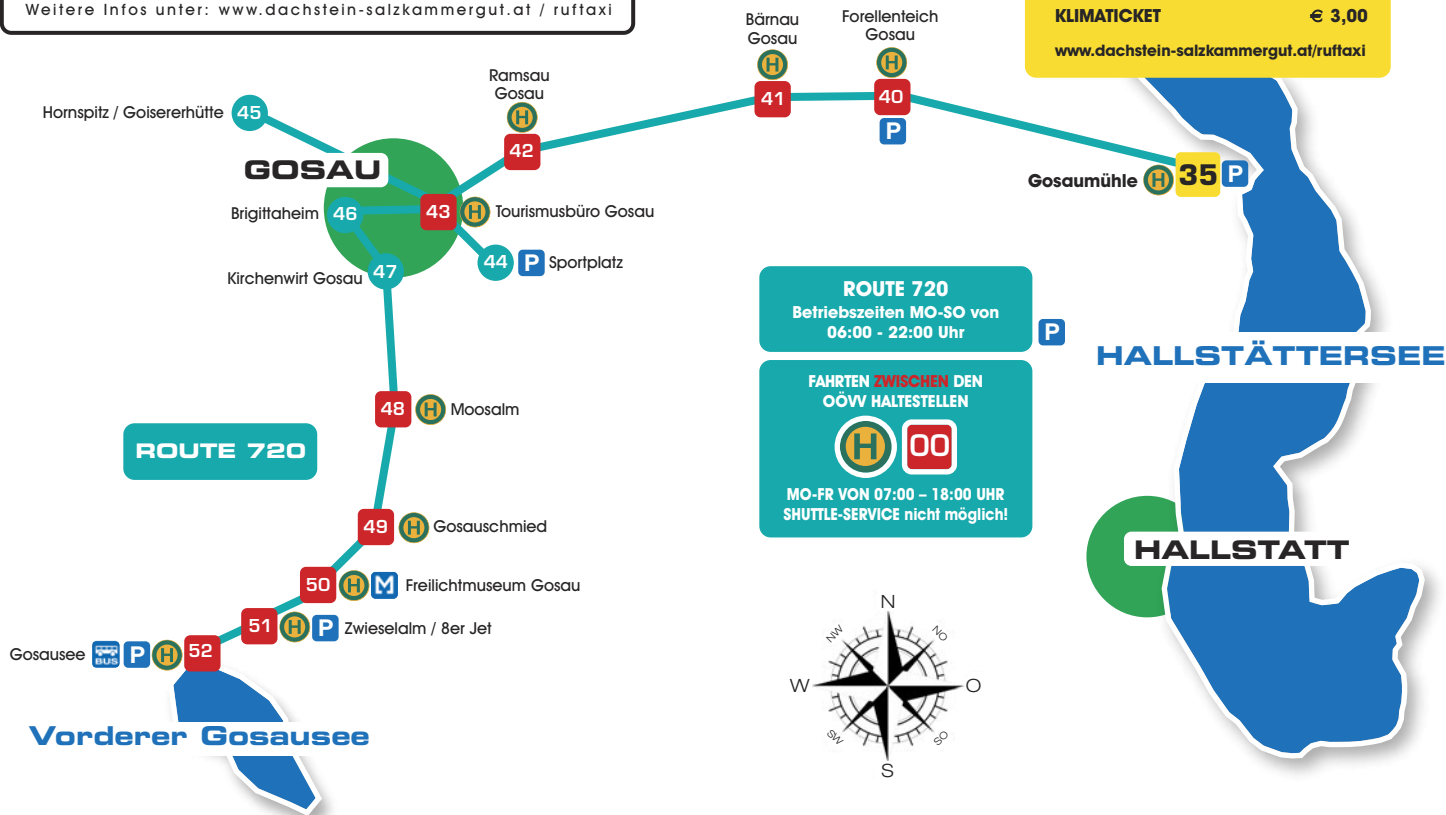 Weitere Infos unter: www.dachstein-salzkammergut.at / ruftaxi
KLIMATICKET € 3,00
www.dachstein-salzkammergut.at/ruftaxi
Bärnau
Gosau
H
41
Forellenteich
Gosau
H
40
P
Ramsau
Gosau
H
42
Hornspitz / Goisererhütte 45
GOSAU
Gosaumühle H 35 P
Brigittaheim 46
43 H Tourismusbüro Gosau
Kirchenwirt Gosau 47
44 P Sportplatz
ROUTE 720
Betriebszeiten MO-SO von
06:00 - 22:00 Uhr
P
HALLSTÄTTERSEE
FAHRTEN ZWISCHEN DEN
OÖVV HALTESTELLEN
H 00
MO-FR VON 07:00 – 18:00 UHR
SHUTTLE-SERVICE nicht möglich!
48 H Moosalm
ROUTE 720
49 H Gosauschmied
HALLSTATT
50 H M Freilichtmuseum Gosau
51 H P Zwieselalm / 8er Jet
Gosausee BUS P H 52
Vorderer Gosausee
N
NW NO
W O
SW SO
S